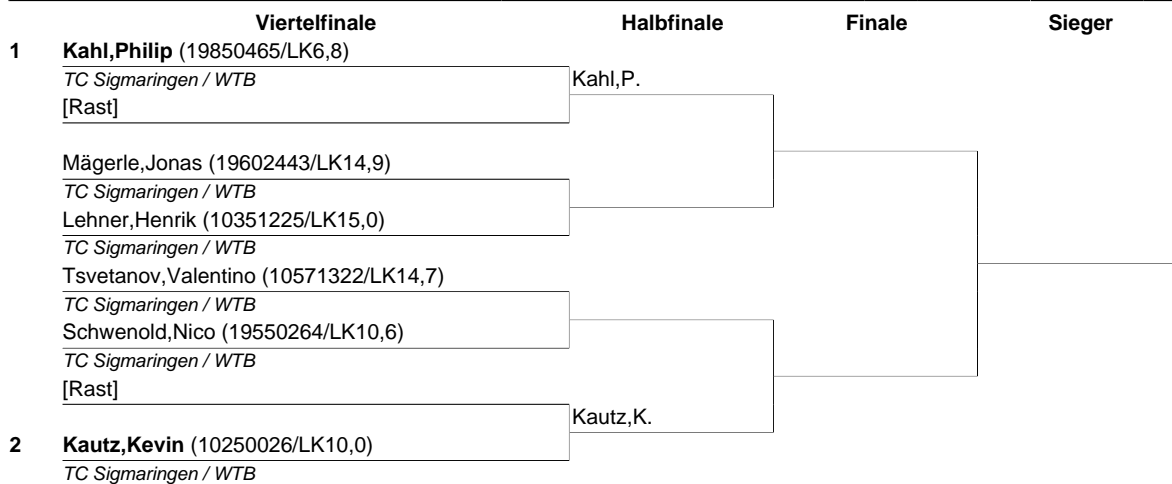 Viertelfinale Halbfinale Finale Sieger
1 Kahl,Philip (19850465/LK6,8)
TC Sigmaringen / WTB Kahl,P.
[Rast]
Mägerle,Jonas (19602443/LK14,9)
TC Sigmaringen / WTB
Lehner,Henrik (10351225/LK15,0)
TC Sigmaringen / WTB
Tsvetanov,Valentino (10571322/LK14,7)
TC Sigmaringen / WTB
Schwenold,Nico (19550264/LK10,6)
TC Sigmaringen / WTB
[Rast]
Kautz,K.
2 Kautz,Kevin (10250026/LK10,0)
TC Sigmaringen / WTB